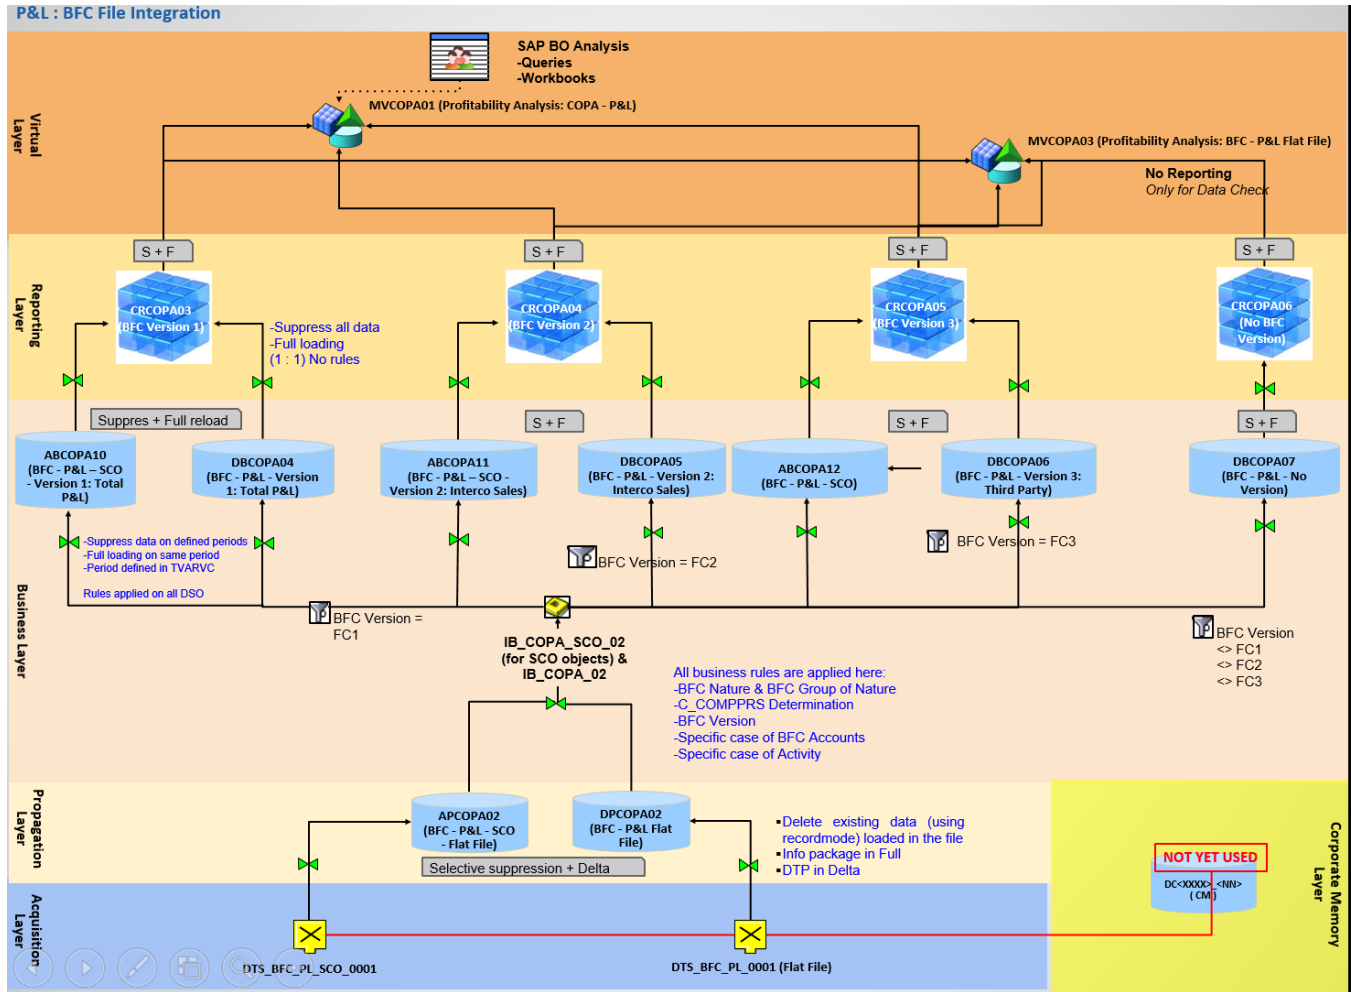 P&L : BFC File Integration
SAP BO Analysis
-Queries
-Workbooks
MVCOPA01 (Profitability Analysis: COPA - P&L)
Virtual
Layer
MVCOPA03 (Profitability Analysis: BFC - P&L Flat File)
No Reporting
Only for Data Check
S + F
S + F
S + F
S + F
Reporting
Layer
CRCOPA03
(BFC Version 1)
-Suppress all data
-Full loading
(1 : 1) No rules
CRCOPA04
(BFC Version 2)
CRCOPA05
(BFC Version 3)
CRCOPA06
(No BFC
Version)
Suppres + Full reload
S + F
S + F
S + F
ABCOPA10
(BFC - P&L – SCO
- Version 1: Total
P&L)
DBCOPA04
(BFC - P&L - Version
1: Total P&L)
ABCOPA11
(BFC - P&L – SCO -
Version 2: Interco Sales)
DBCOPA05
(BFC - P&L - Version 2:
Interco Sales)
ABCOPA12
(BFC - P&L - SCO)
DBCOPA06
(BFC - P&L - Version 3:
Third Party)
DBCOPA07
(BFC - P&L - No
Version)
-Suppress data on defined periods
-Full loading on same period
-Period defined in TVARVC
Rules applied on all DSO
BFC Version = FC2
BFC Version = FC3
Business Layer
BFC Version =
FC1
BFC Version
<> FC1
<> FC2
<> FC3
IB_COPA_SCO_02
(for SCO objects) &
IB_COPA_02
All business rules are applied here:
-BFC Nature & BFC Group of Nature
-C_COMPPRS Determination
-BFC Version
-Specific case of BFC Accounts
-Specific case of Activity
Propagation
Layer
APCOPA02
(BFC - P&L - SCO
- Flat File)
DPCOPA02
(BFC - P&L Flat
File)
Selective suppression + Delta
▪Delete existing data (using
recordmode) loaded in the file
▪Info package in Full
▪DTP in Delta
NOT YET USED
DC<XXXX>_<NN>
( CM )
Corporate Memory
Layer
Acquisition
Layer
DTS_BFC_PL_SCO_0001
DTS_BFC_PL_0001 (Flat File)